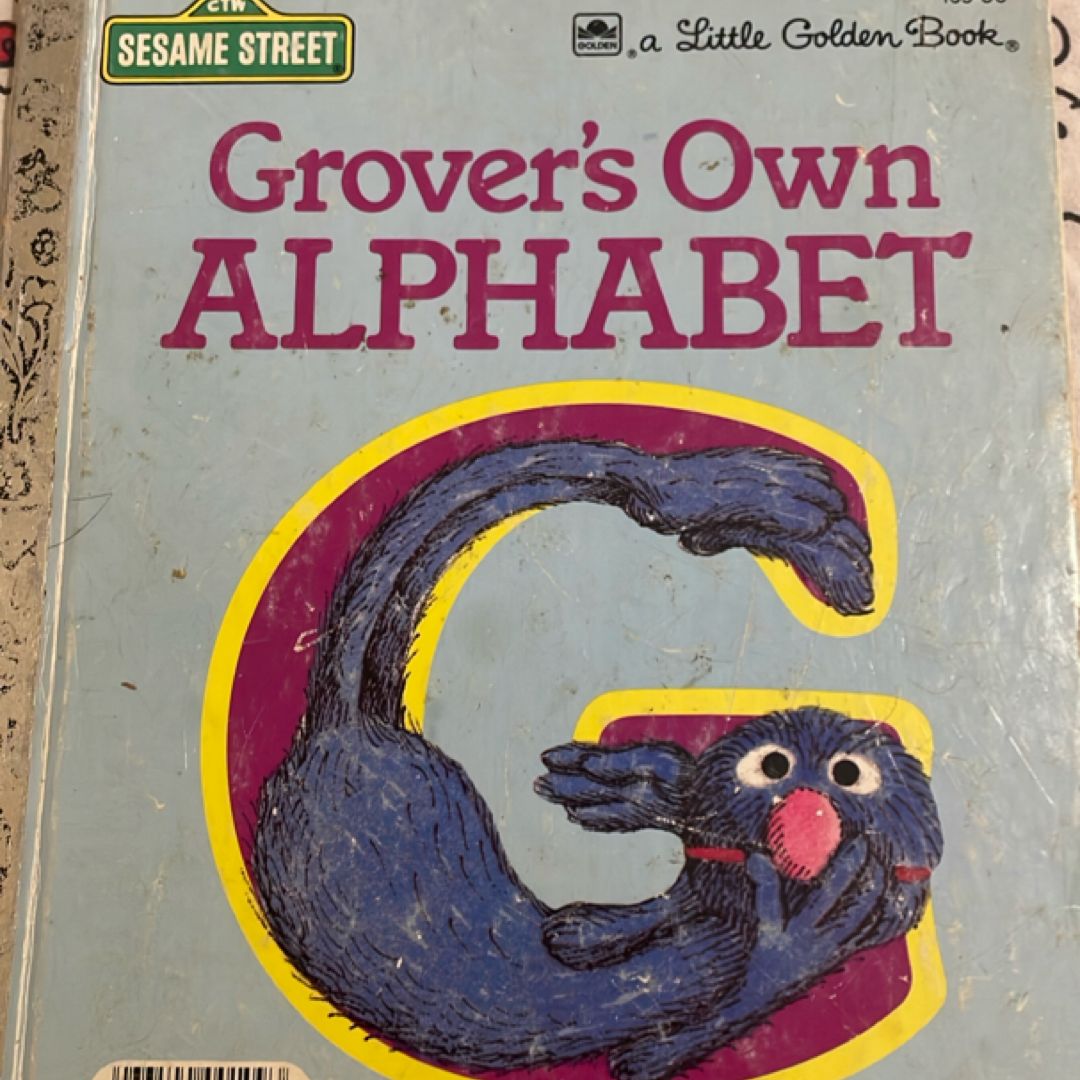 CTW
SESAME STREET
GOLDEN
a Little Golden Book®
Grover's Own
ALPHABET
G